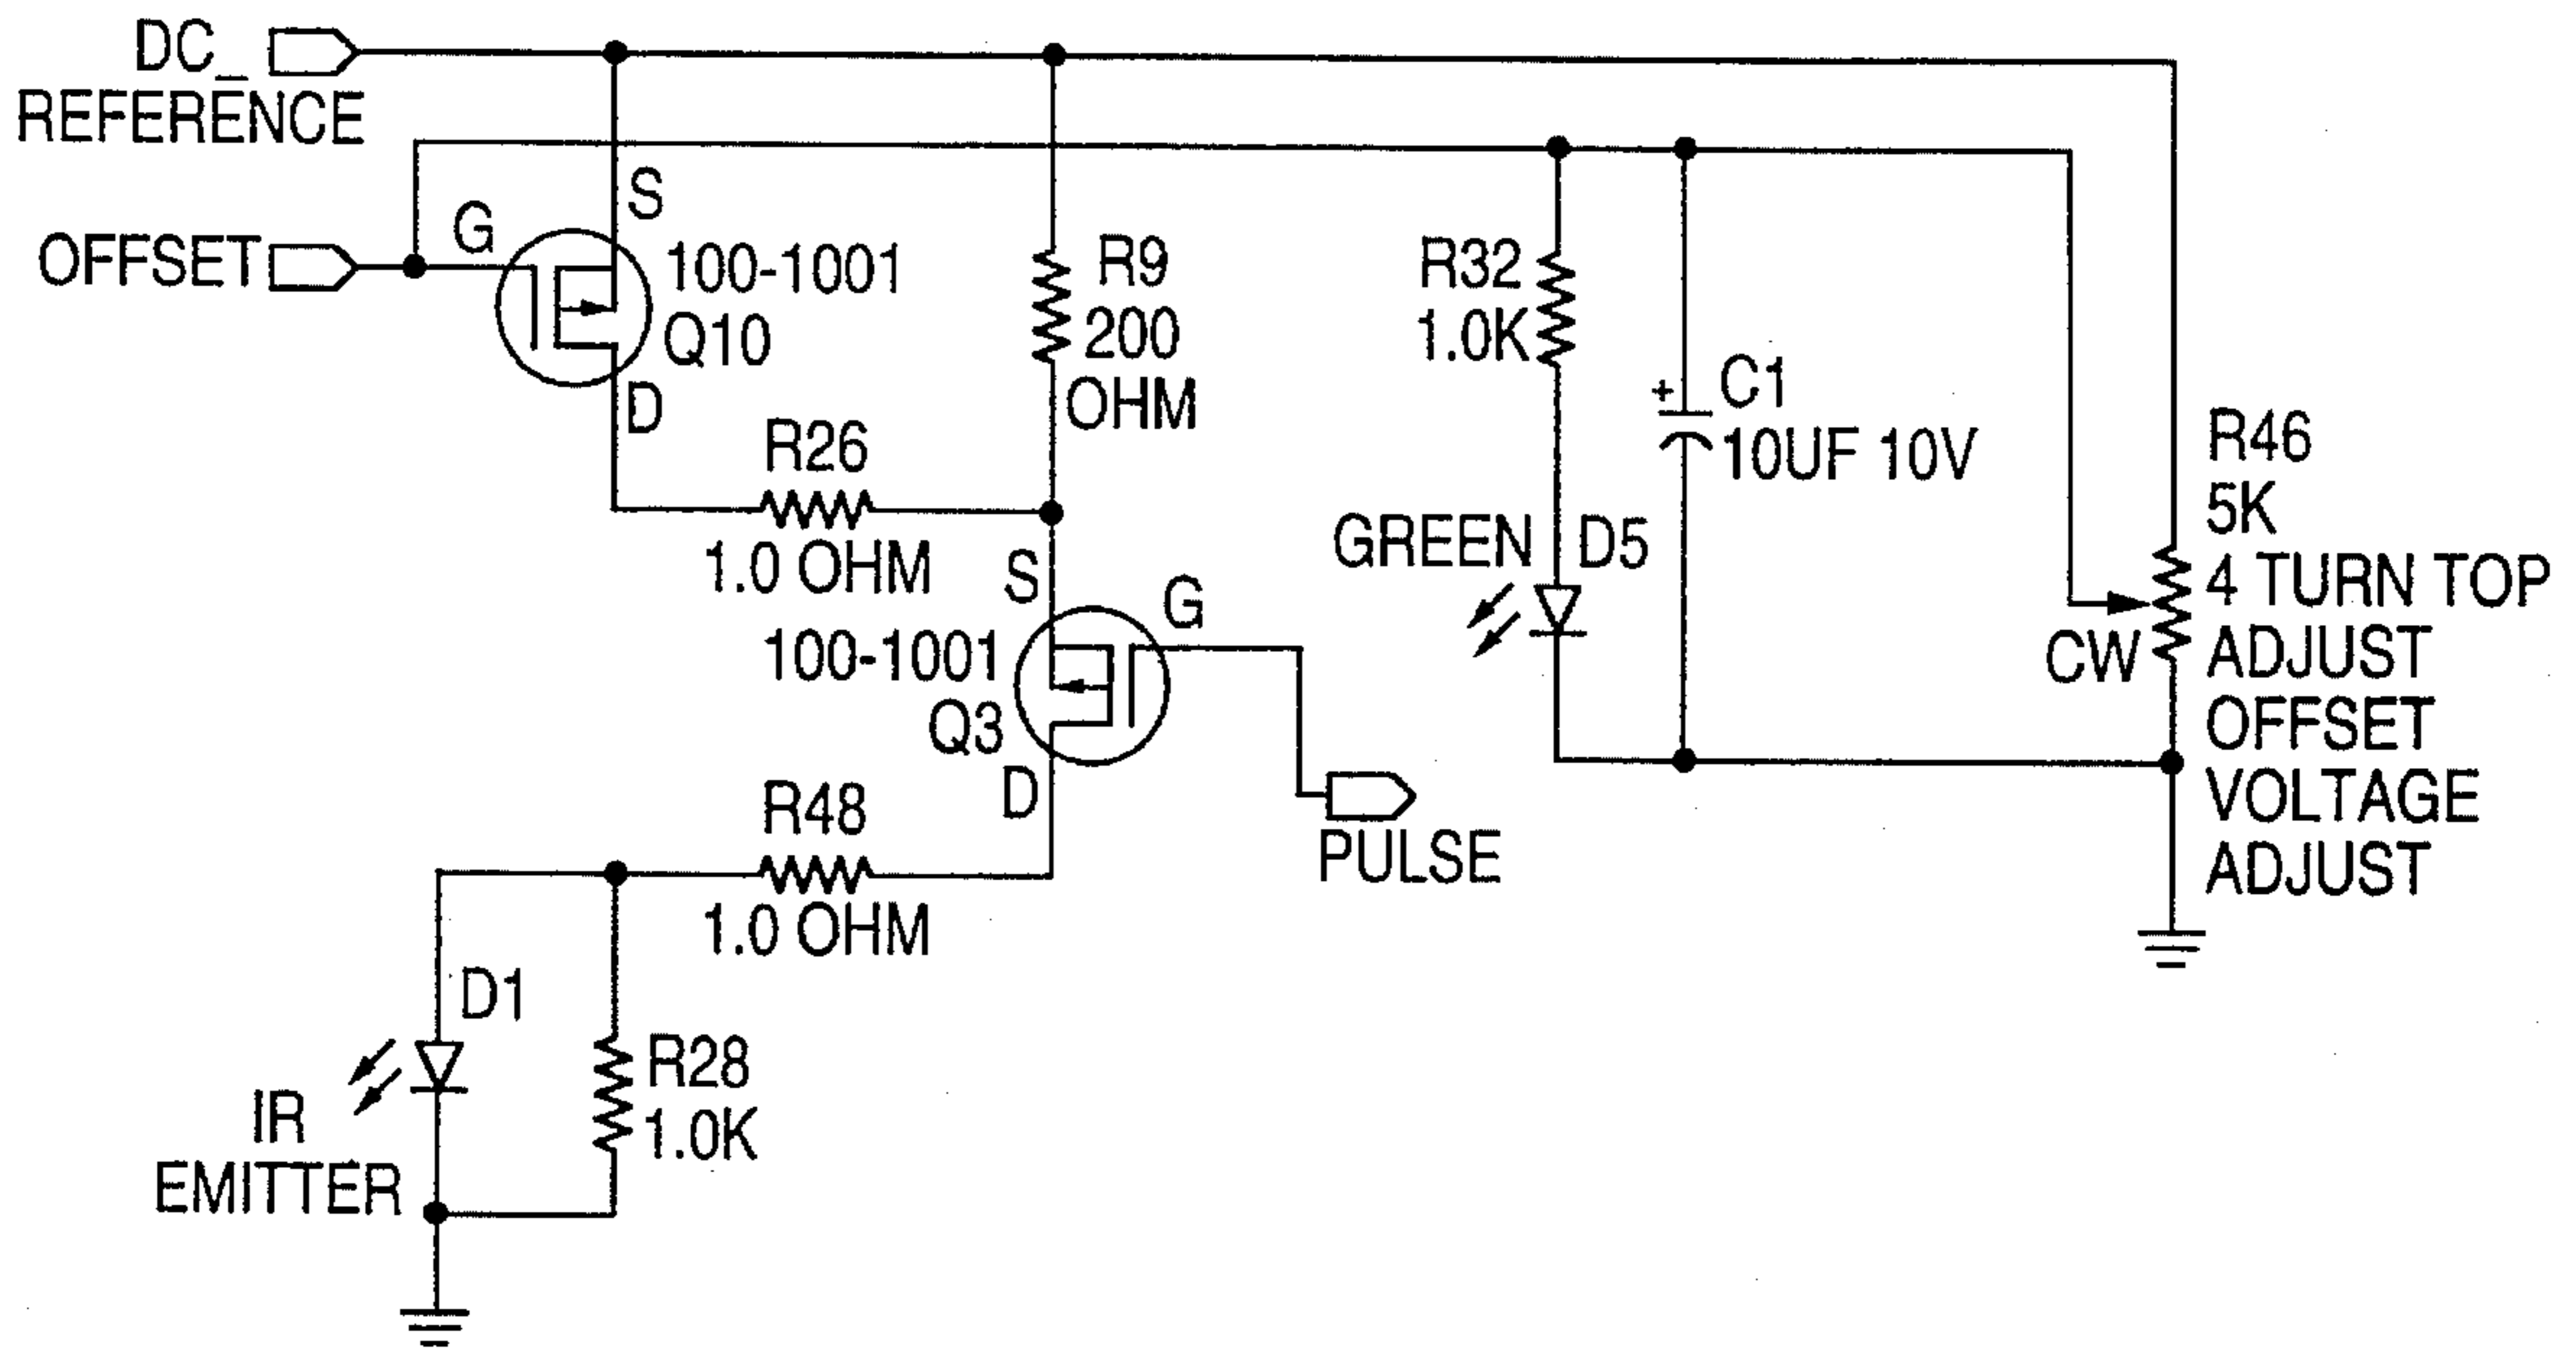 DC_
REFERENCE
OFFSET
G
S
100-1001
Q10
D
R9
200
OHM
R26
1.0 OHM
R32
1.0K
C1
+
10UF 10V
GREEN
D5
R46
5K
4 TURN TOP
ADJUST
OFFSET
VOLTAGE
ADJUST
CW
S
G
100-1001
Q3
D
PULSE
R48
1.0 OHM
D1
IR
EMITTER
R28
1.0K